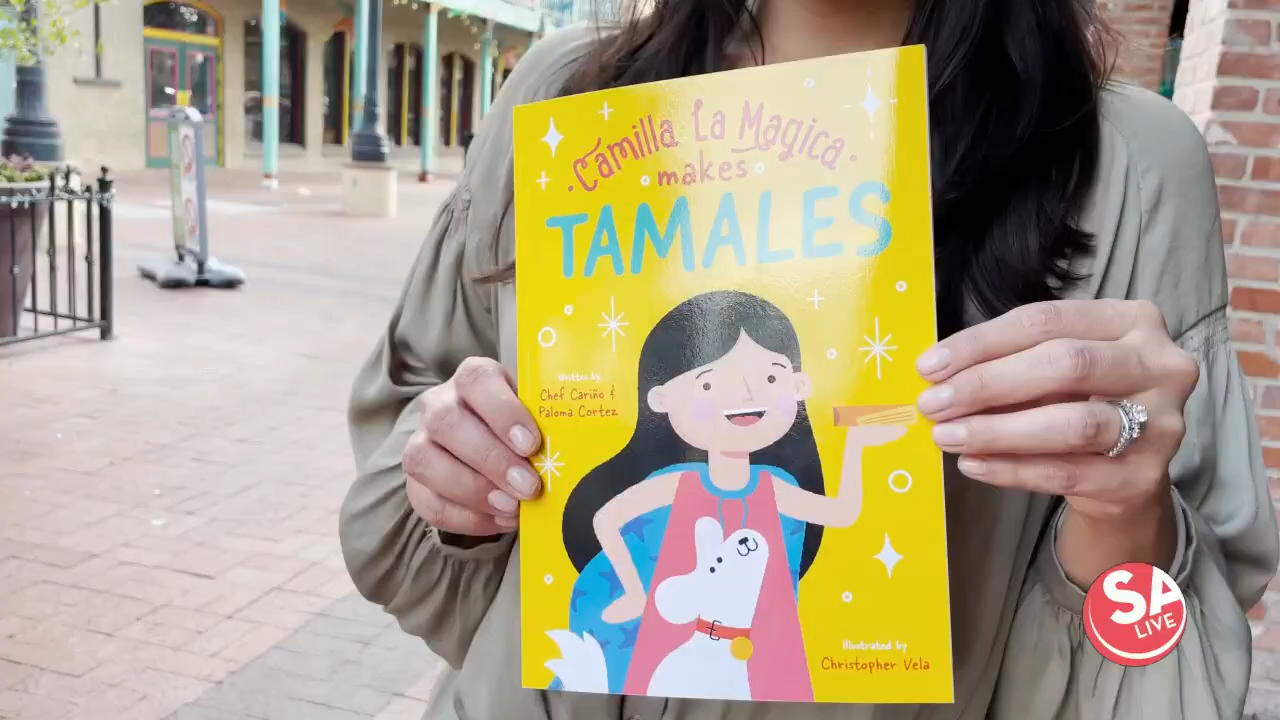 Camilla la Magica
makes
TAMALES
Written by
Chef Cariño &
Paloma Cortez
Illustrated by
Christopher Vela
SA
LIVE